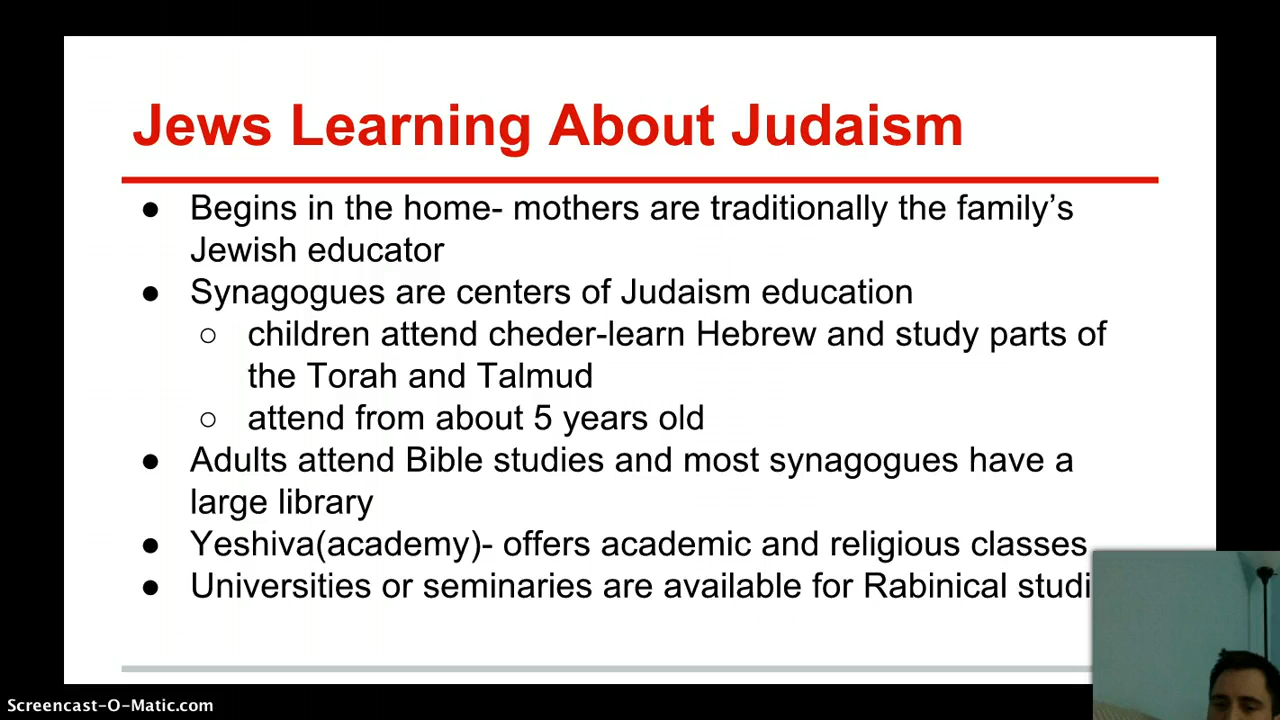 Jews Learning About Judaism
● Begins in the home- mothers are traditionally the family's
Jewish educator
● Synagogues are centers of Judaism education
○ children attend cheder-learn Hebrew and study parts of
the Torah and Talmud
○ attend from about 5 years old
● Adults attend Bible studies and most synagogues have a
large library
● Yeshiva(academy)- offers academic and religious classes
● Universities or seminaries are available for Rabinical studi
Screencast-O-Matic.com